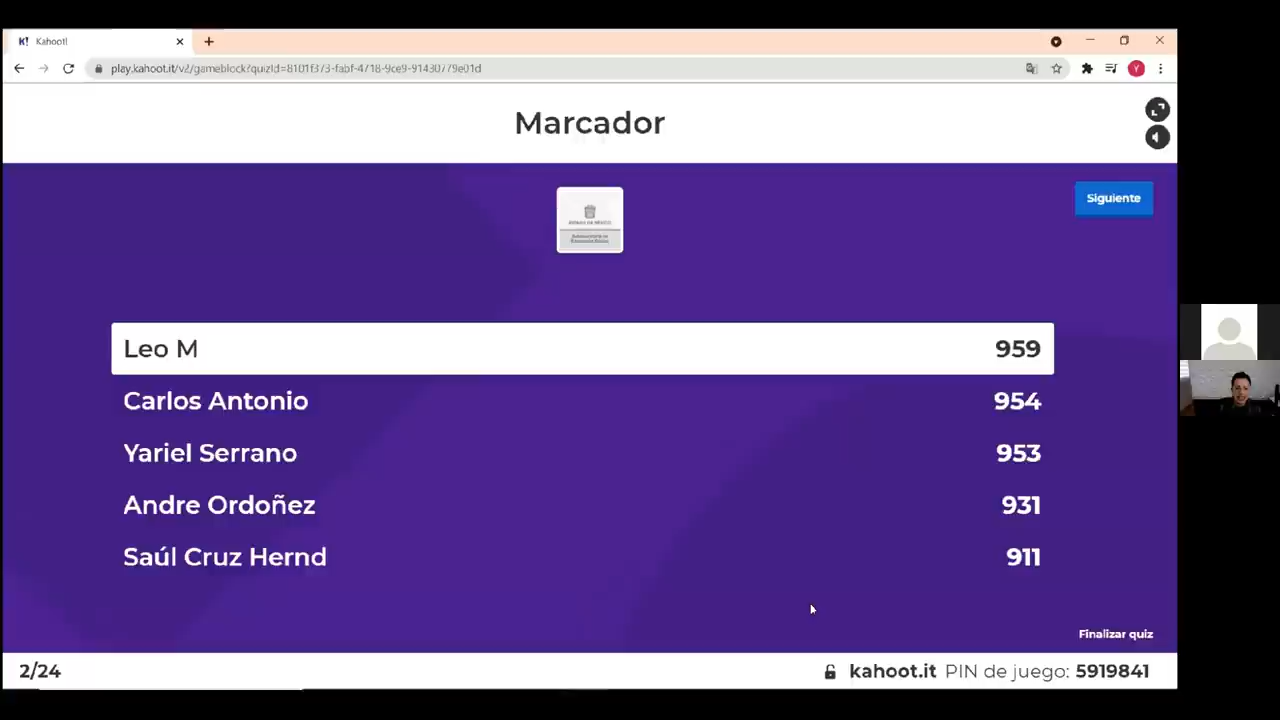 Kahoot!
play.kahoot.it/v2/gameblock?quizId=8101f373-fabf-4718-9ce9-91430779e01d
Y
Marcador
Siguiente
Leo M 959
Carlos Antonio 954
Yariel Serrano 953
Andre Ordoñez 931
Saúl Cruz Hernd 911
Finalizar quiz
2/24
kahoot.it PIN de juego: 5919841